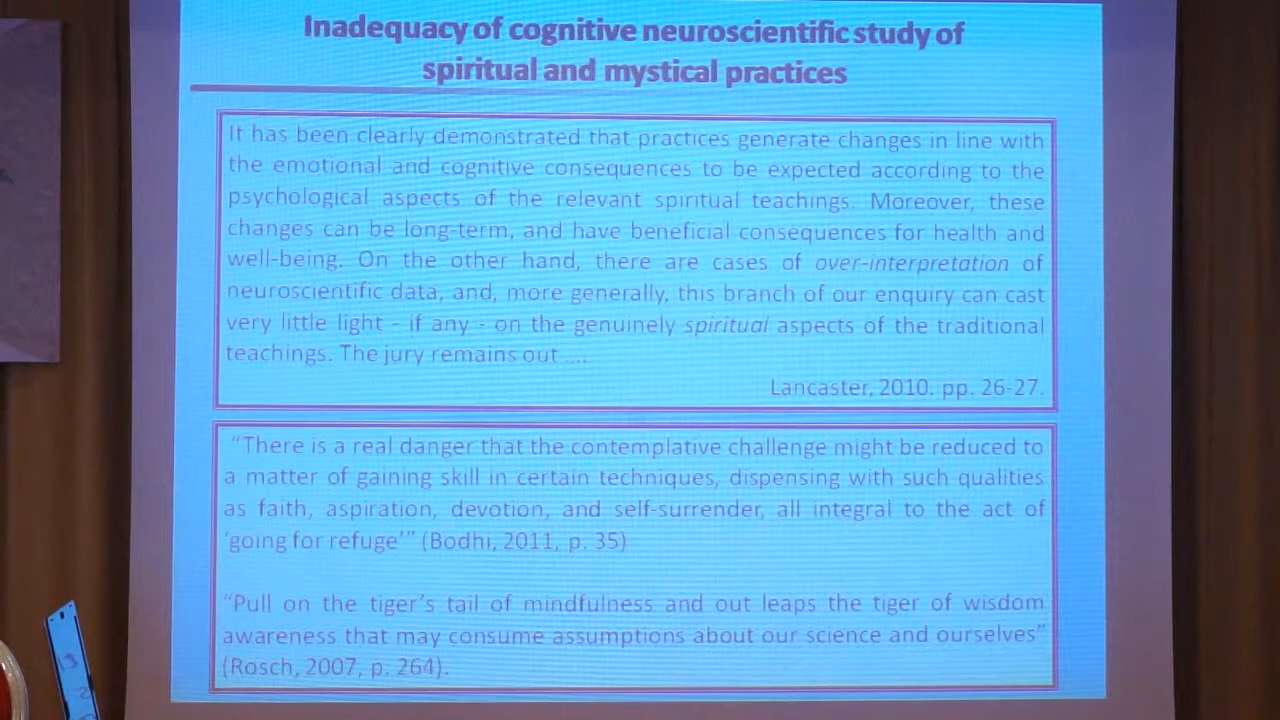 Inadequacy of cognitive neuroscientific study of
spiritual and mystical practices
It has been clearly demonstrated that practices generate changes in line with
the emotional and cognitive consequences to be expected according to the
psychological aspects of the relevant spiritual teachings. Moreover, these
changes can be long-term, and have beneficial consequences for health and
well-being. On the other hand, there are cases of over-interpretation of
neuroscientific data, and, more generally, this branch of our enquiry can cast
very little light - if any - on the genuinely spiritual aspects of the traditional
teachings. The jury remains out ....
Lancaster, 2010. pp. 26-27.
“There is a real danger that the contemplative challenge might be reduced to
a matter of gaining skill in certain techniques, dispensing with such qualities
as faith, aspiration, devotion, and self-surrender, all integral to the act of
‘going for refuge’” (Bodhi, 2011, p. 35)
“Pull on the tiger’s tail of mindfulness and out leaps the tiger of wisdom
awareness that may consume assumptions about our science and ourselves”
(Rosch, 2007, p. 264).